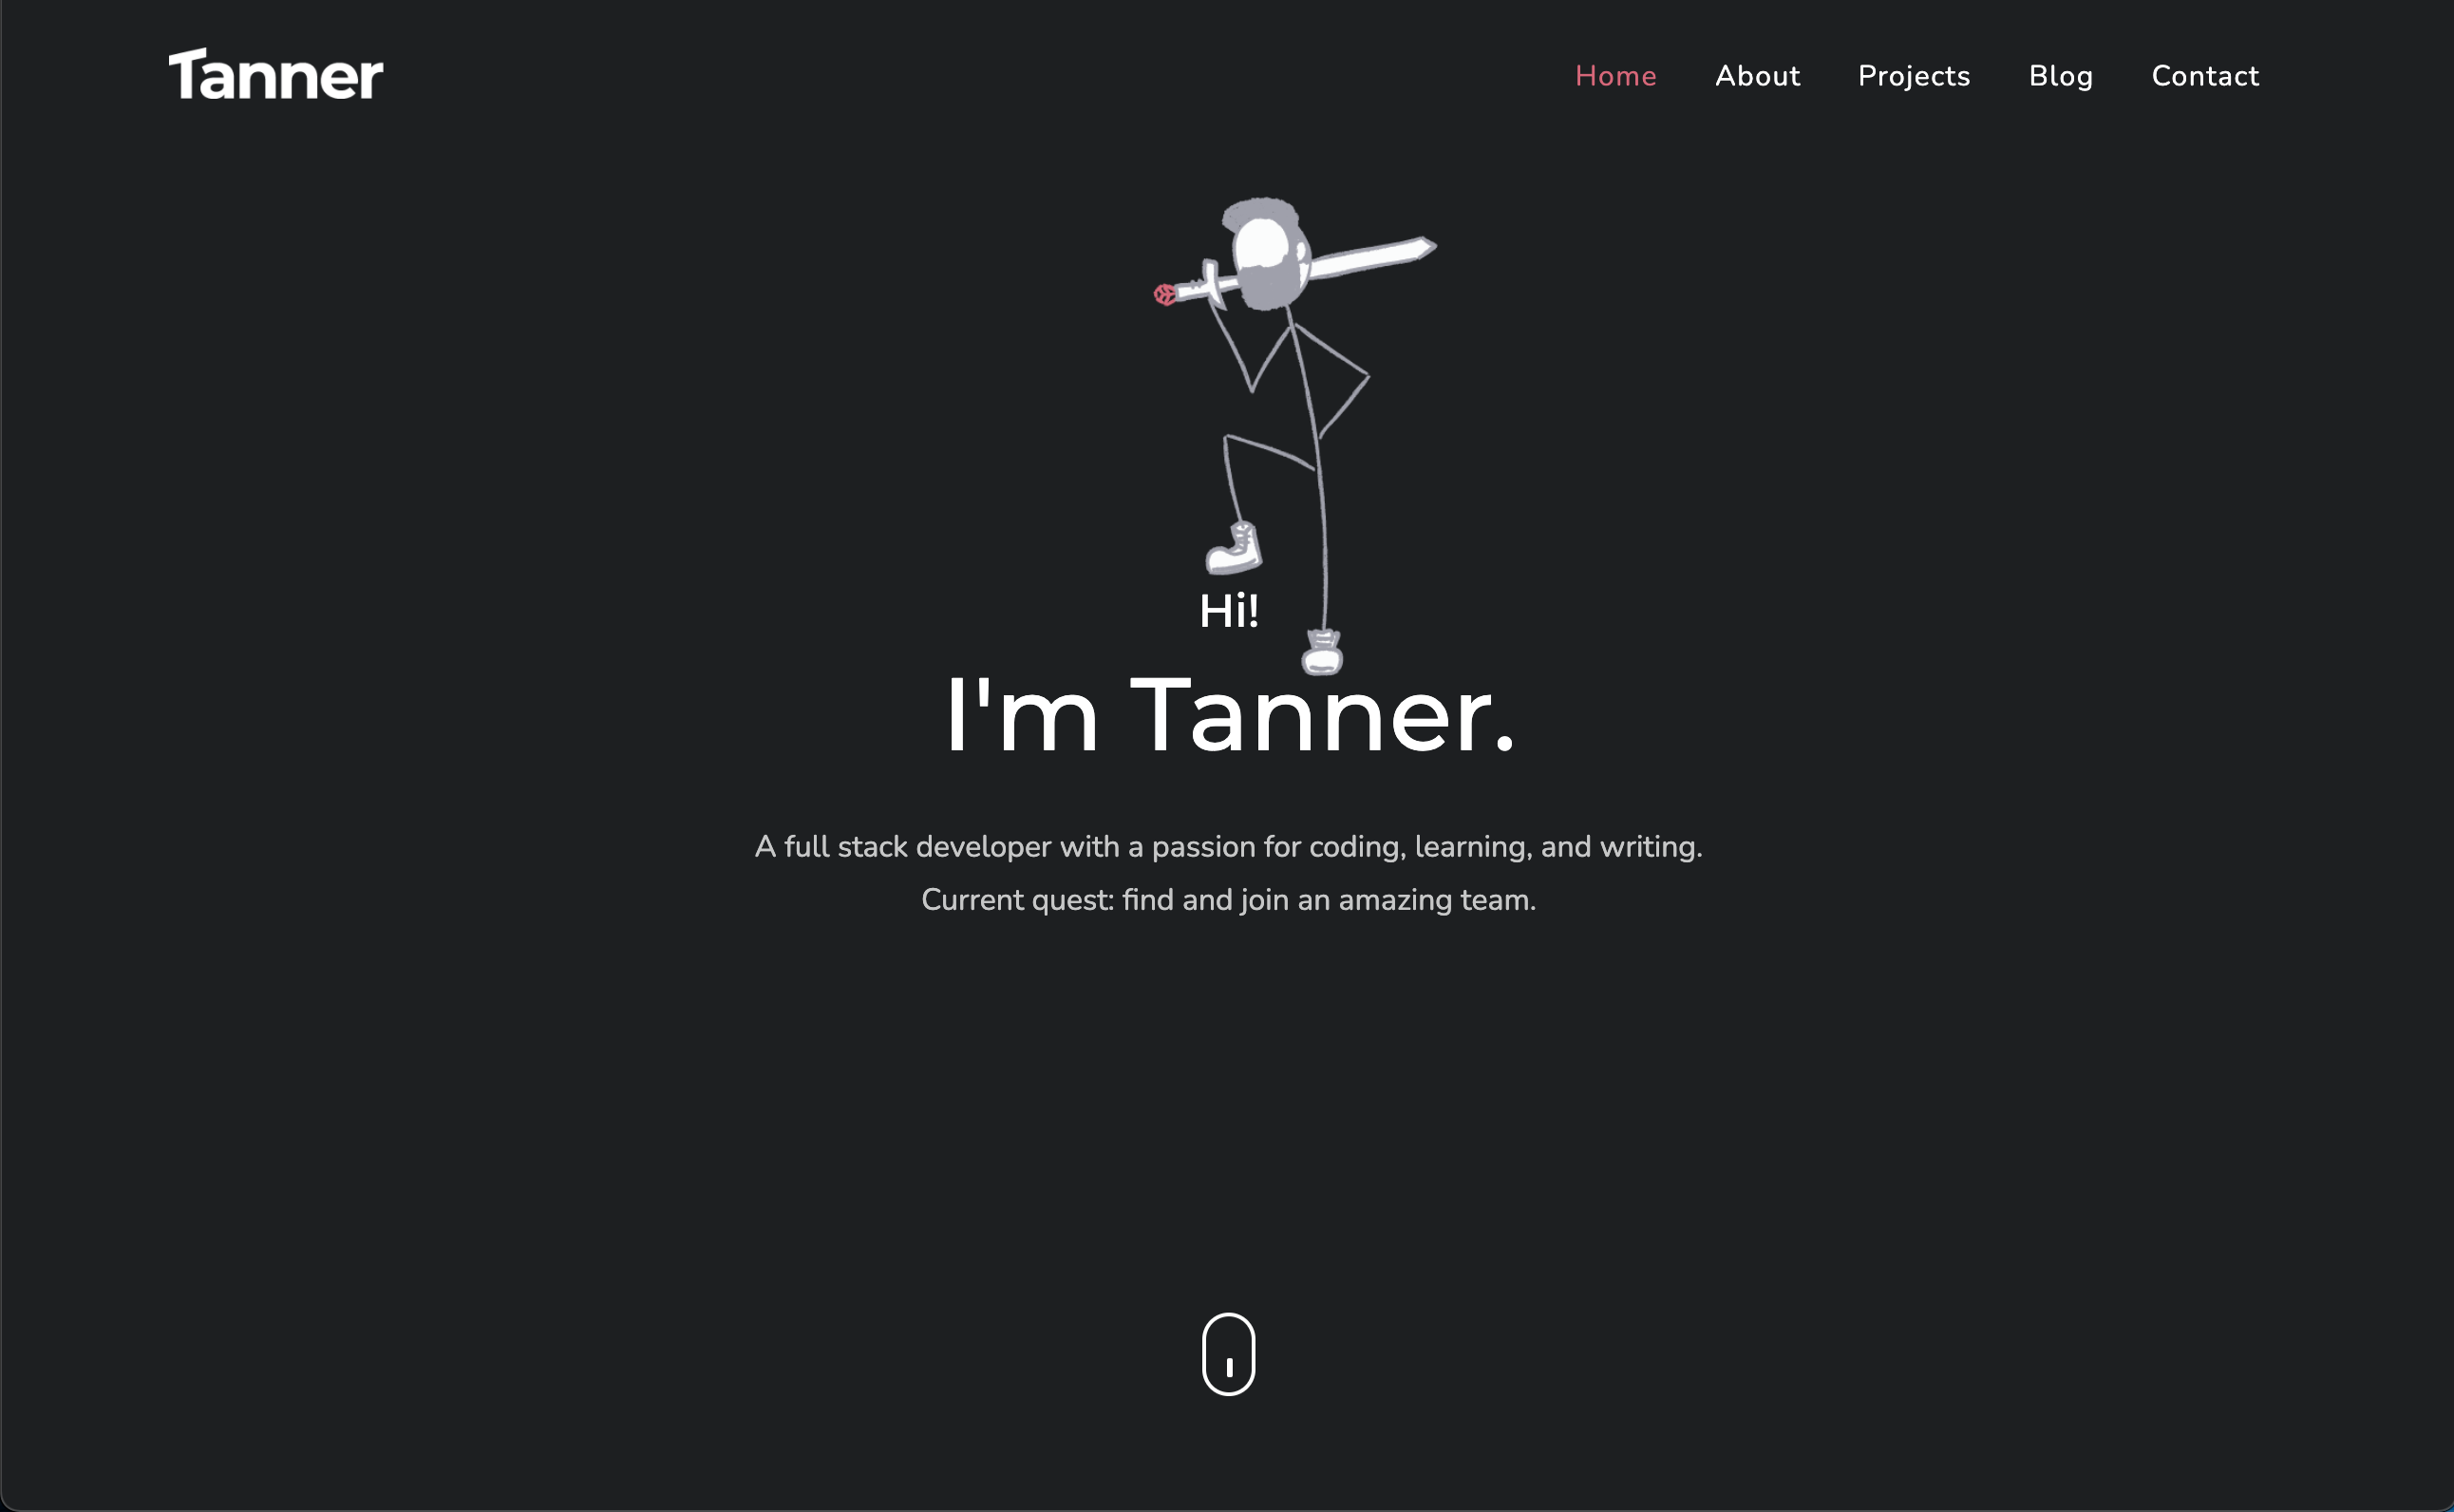 Tanner
Home About Projects Blog Contact
Hi!
I'm Tanner.
A full stack developer with a passion for coding, learning, and writing.
Current quest: find and join an amazing team.